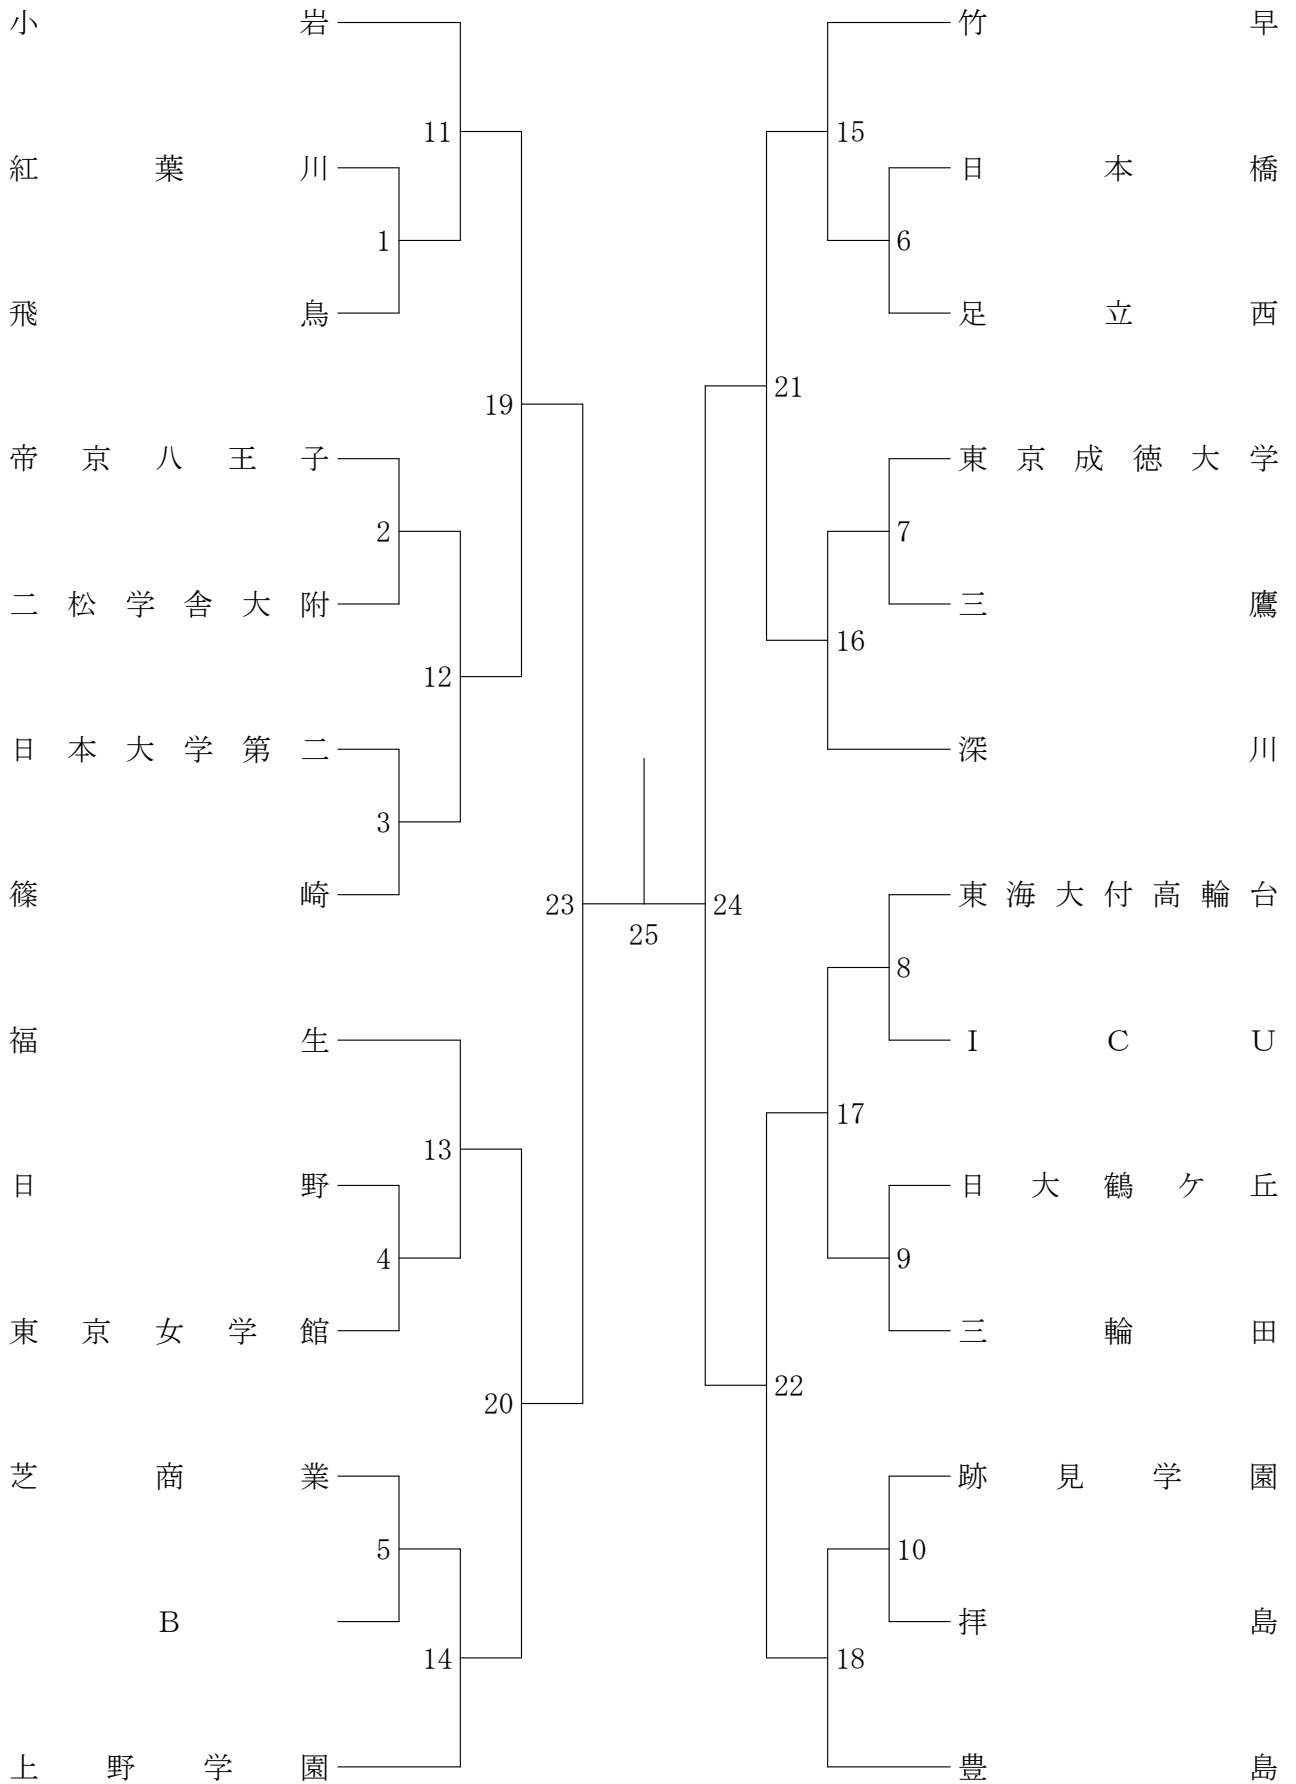 小岩
竹早
11
15
紅葉川
日本橋
1
6
飛鳥
足立西
21
19
帝京八王子
東京成徳大学
2
7
二松学舎大附
三鷹
16
12
日本大学第二
深川
3
篠崎
東海大付高輪台
23
24
25
8
福生
ICU
17
13
日野
日大鶴ケ丘
4
9
東京女学館
三輪田
22
20
芝商業
跡見学園
5
10
B
拝島
14
18
上野学園
豊島